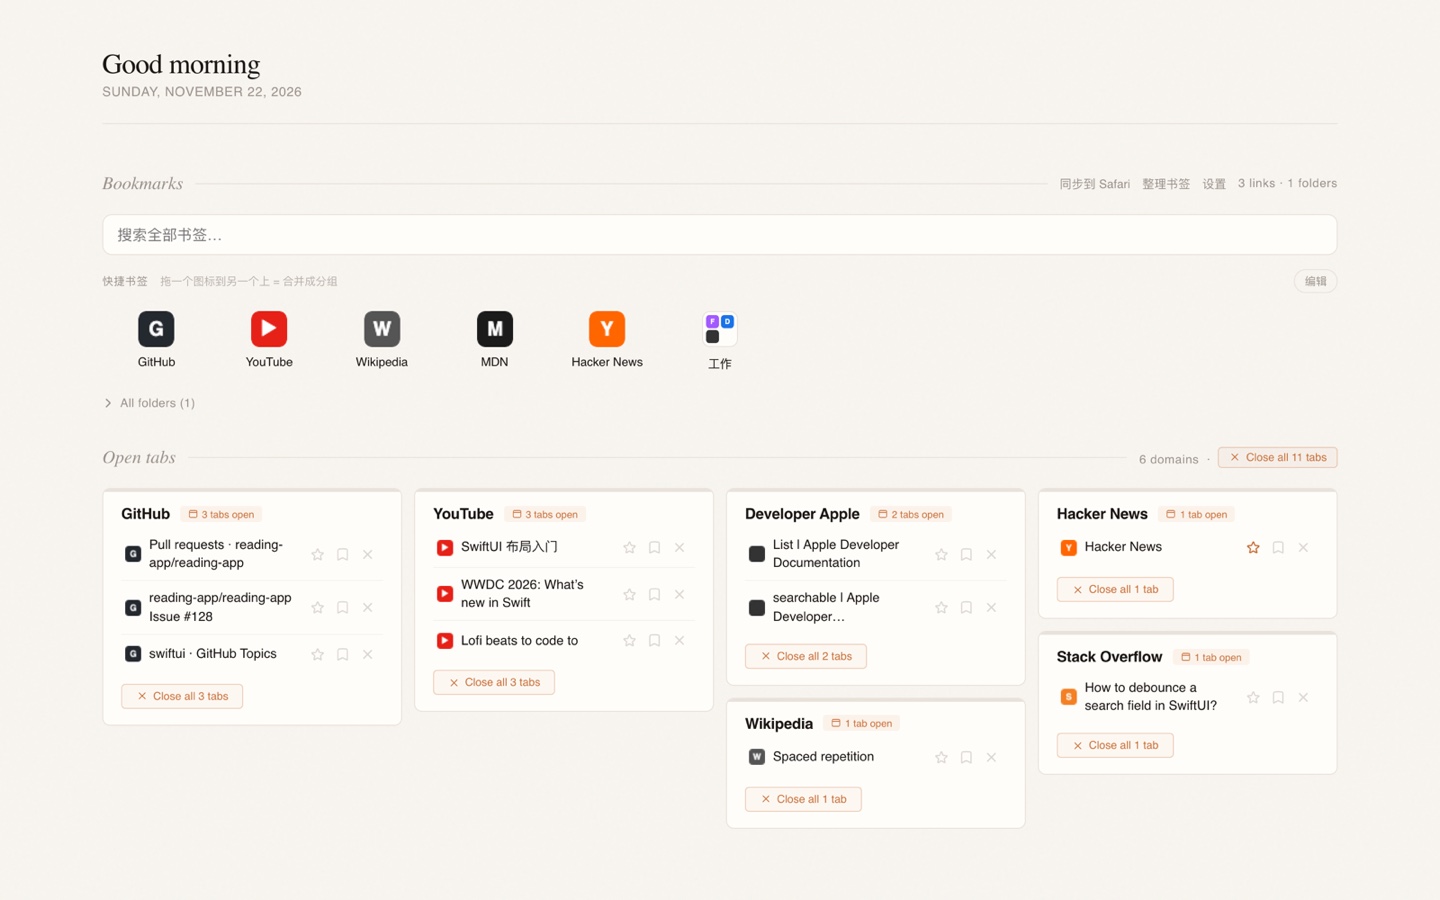 Good morning
SUNDAY, NOVEMBER 22, 2026
Bookmarks
同步到 Safari 整理书签 设置 3 links · 1 folders
搜索全部书签…
快捷书签 拖一个图标到另一个上 = 合并成分组
编辑
G
GitHub
YouTube
W
Wikipedia
M
MDN
Y
Hacker News
F D
工作
All folders (1)
Open tabs
6 domains ·
Close all 11 tabs
GitHub
3 tabs open
G
Pull requests · reading-
app/reading-app
G
reading-app/reading-app
Issue #128
G
swiftui · GitHub Topics
Close all 3 tabs
YouTube
3 tabs open
SwiftUI 布局入门
WWDC 2026: What's
new in Swift
Lofi beats to code to
Close all 3 tabs
Developer Apple
2 tabs open
List | Apple Developer
Documentation
searchable | Apple
Developer…
Close all 2 tabs
Wikipedia
1 tab open
W
Spaced repetition
Close all 1 tab
Hacker News
1 tab open
Y
Hacker News
Close all 1 tab
Stack Overflow
1 tab open
S
How to debounce a
search field in SwiftUI?
Close all 1 tab